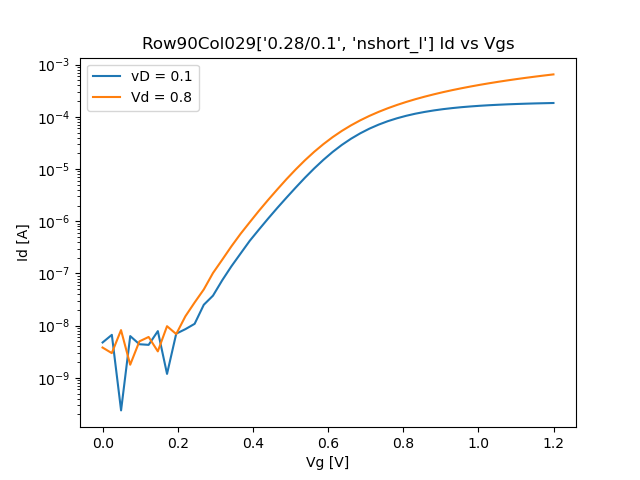 Row90Col029['0.28/0.1', 'nshort_l'] Id vs Vgs
vD = 0.1
Vd = 0.8
10⁻³
10⁻⁴
10⁻⁵
10⁻⁶
10⁻⁷
10⁻⁸
10⁻⁹
Id [A]
0.0 0.2 0.4 0.6 0.8 1.0 1.2
Vg [V]